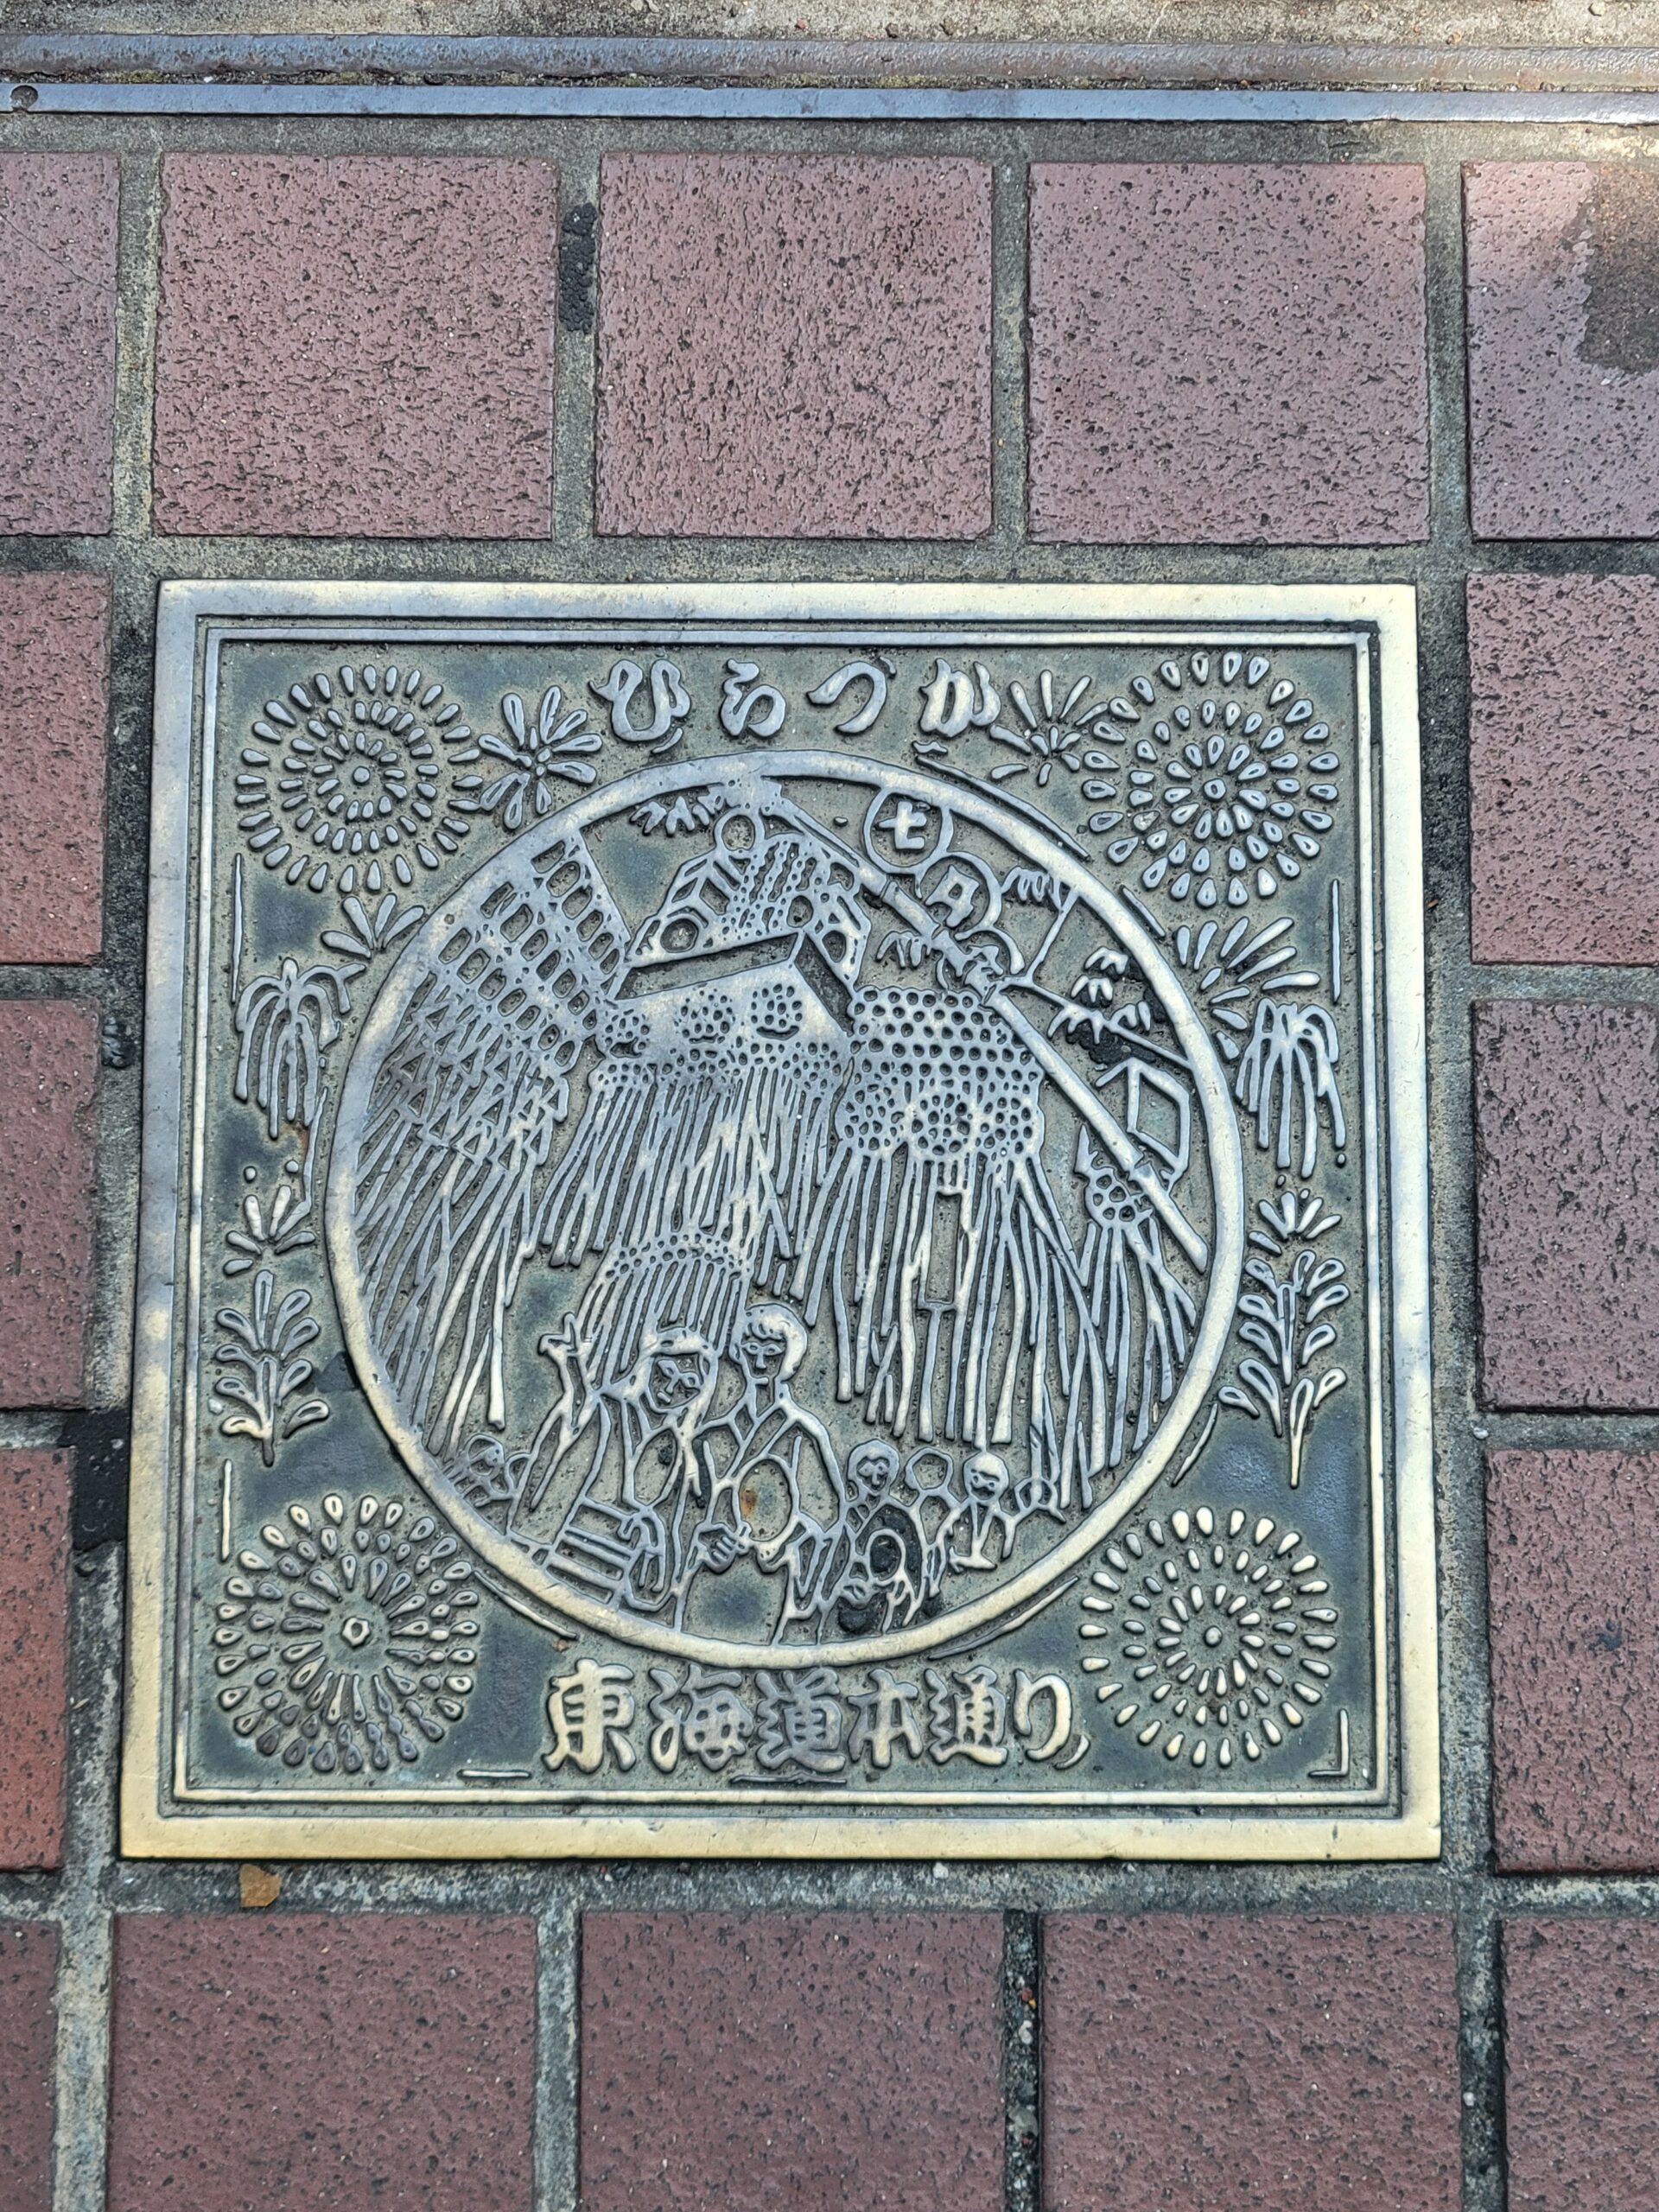 ひらつか
七
夕
東海道本通り